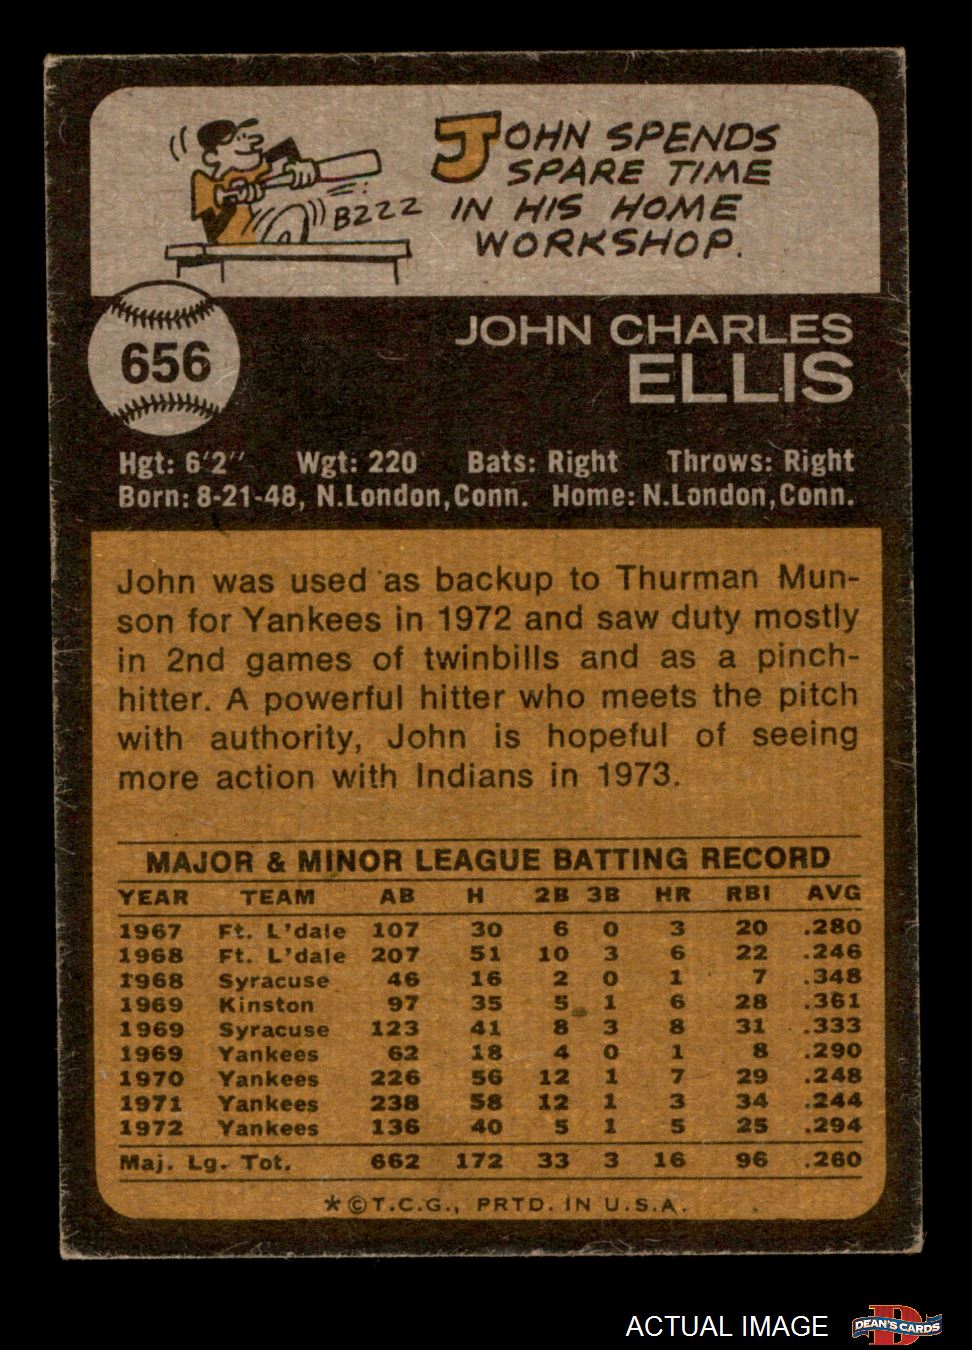 JOHN SPENDS
SPARE TIME
IN HIS HOME
WORKSHOP.
BZZZ
656
JOHN CHARLES
ELLIS
Hgt: 6'2" Wgt: 220 Bats: Right Throws: Right
Born: 8-21-48, N.London, Conn. Home: N.London, Conn.
John was used as backup to Thurman Mun-
son for Yankees in 1972 and saw duty mostly
in 2nd games of twinbills and as a pinch-
hitter. A powerful hitter who meets the pitch
with authority, John is hopeful of seeing
more action with Indians in 1973.
MAJOR & MINOR LEAGUE BATTING RECORD
YEAR TEAM AB H 2B 3B HR RBI AVG
1967 Ft. L'dale 107 30 6 0 3 20 .280
1968 Ft. L'dale 207 51 10 3 6 22 .246
1968 Syracuse 46 16 2 0 1 7 .348
1969 Kinston 97 35 5 1 6 28 .361
1969 Syracuse 123 41 8 3 8 31 .333
1969 Yankees 62 18 4 0 1 8 .290
1970 Yankees 226 56 12 1 7 29 .248
1971 Yankees 238 58 12 1 3 34 .244
1972 Yankees 136 40 5 1 5 25 .294
Maj. Lg. Tot. 662 172 33 3 16 96 .260
*©T.C.G., PRTD. IN U.S.A.
ACTUAL IMAGE
D
DEAN'S CARDS